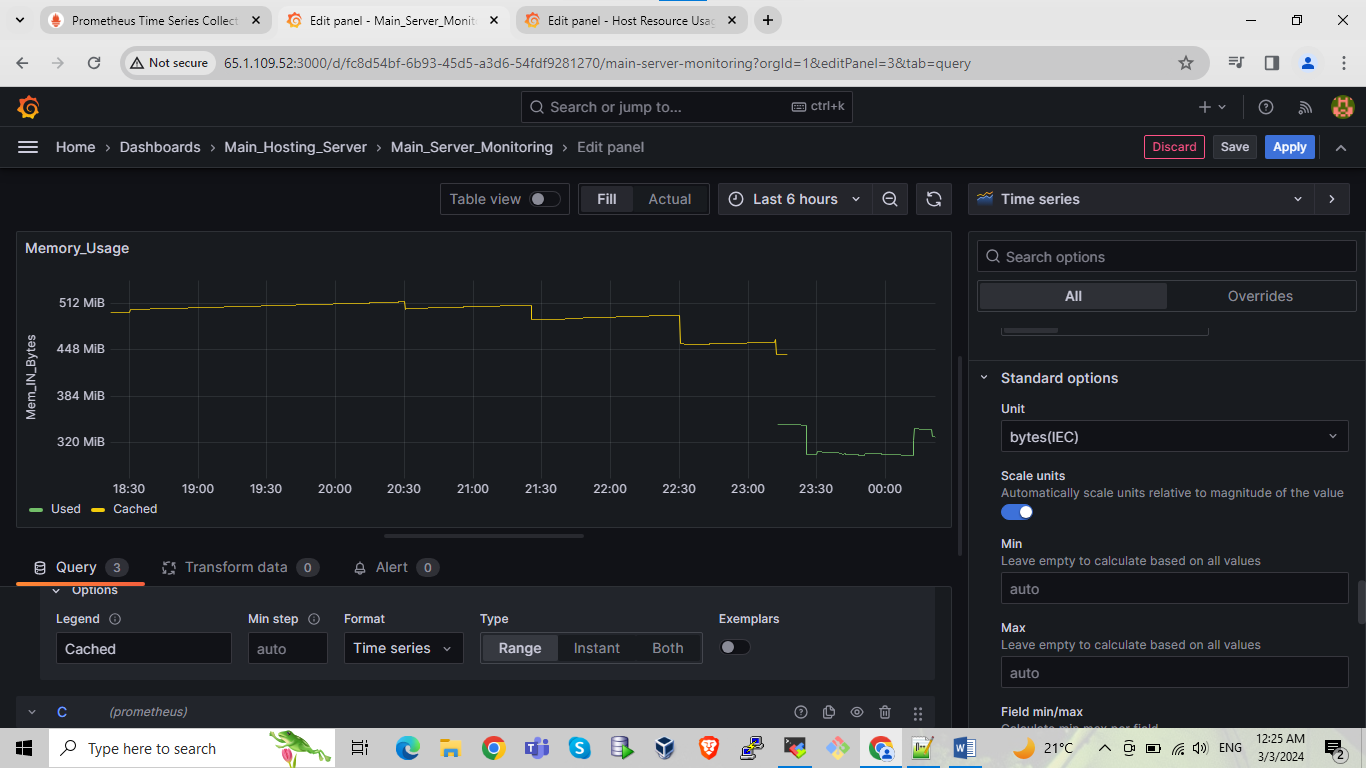 Prometheus Time Series Collect
Edit panel - Main_Server_Monito
Edit panel - Host Resource Usag
Not secure
65.1.109.52:3000/d/fc8d54bf-6b93-45d5-a3d6-54fdf9281270/main-server-monitoring?orgId=1&editPanel=3&tab=query
Search or jump to...
ctrl+k
Home › Dashboards › Main_Hosting_Server › Main_Server_Monitoring › Edit panel
Discard
Save
Apply
Table view
Fill
Actual
Last 6 hours
Time series
Memory_Usage
Mem_IN_Bytes
512 MiB
448 MiB
384 MiB
320 MiB
18:30 19:00 19:30 20:00 20:30 21:00 21:30 22:00 22:30 23:00 23:30 00:00
Used Cached
Search options
All
Overrides
Standard options
Unit
bytes(IEC)
Scale units
Automatically scale units relative to magnitude of the value
Min
Leave empty to calculate based on all values
auto
Max
Leave empty to calculate based on all values
auto
Field min/max
Calculate min max per field
Query 3
Transform data 0
Alert 0
Options
Legend
Min step
Format
Type
Exemplars
Cached
auto
Time series
Range
Instant
Both
C (prometheus)
Type here to search
21°C
ENG
12:25 AM
3/3/2024
2